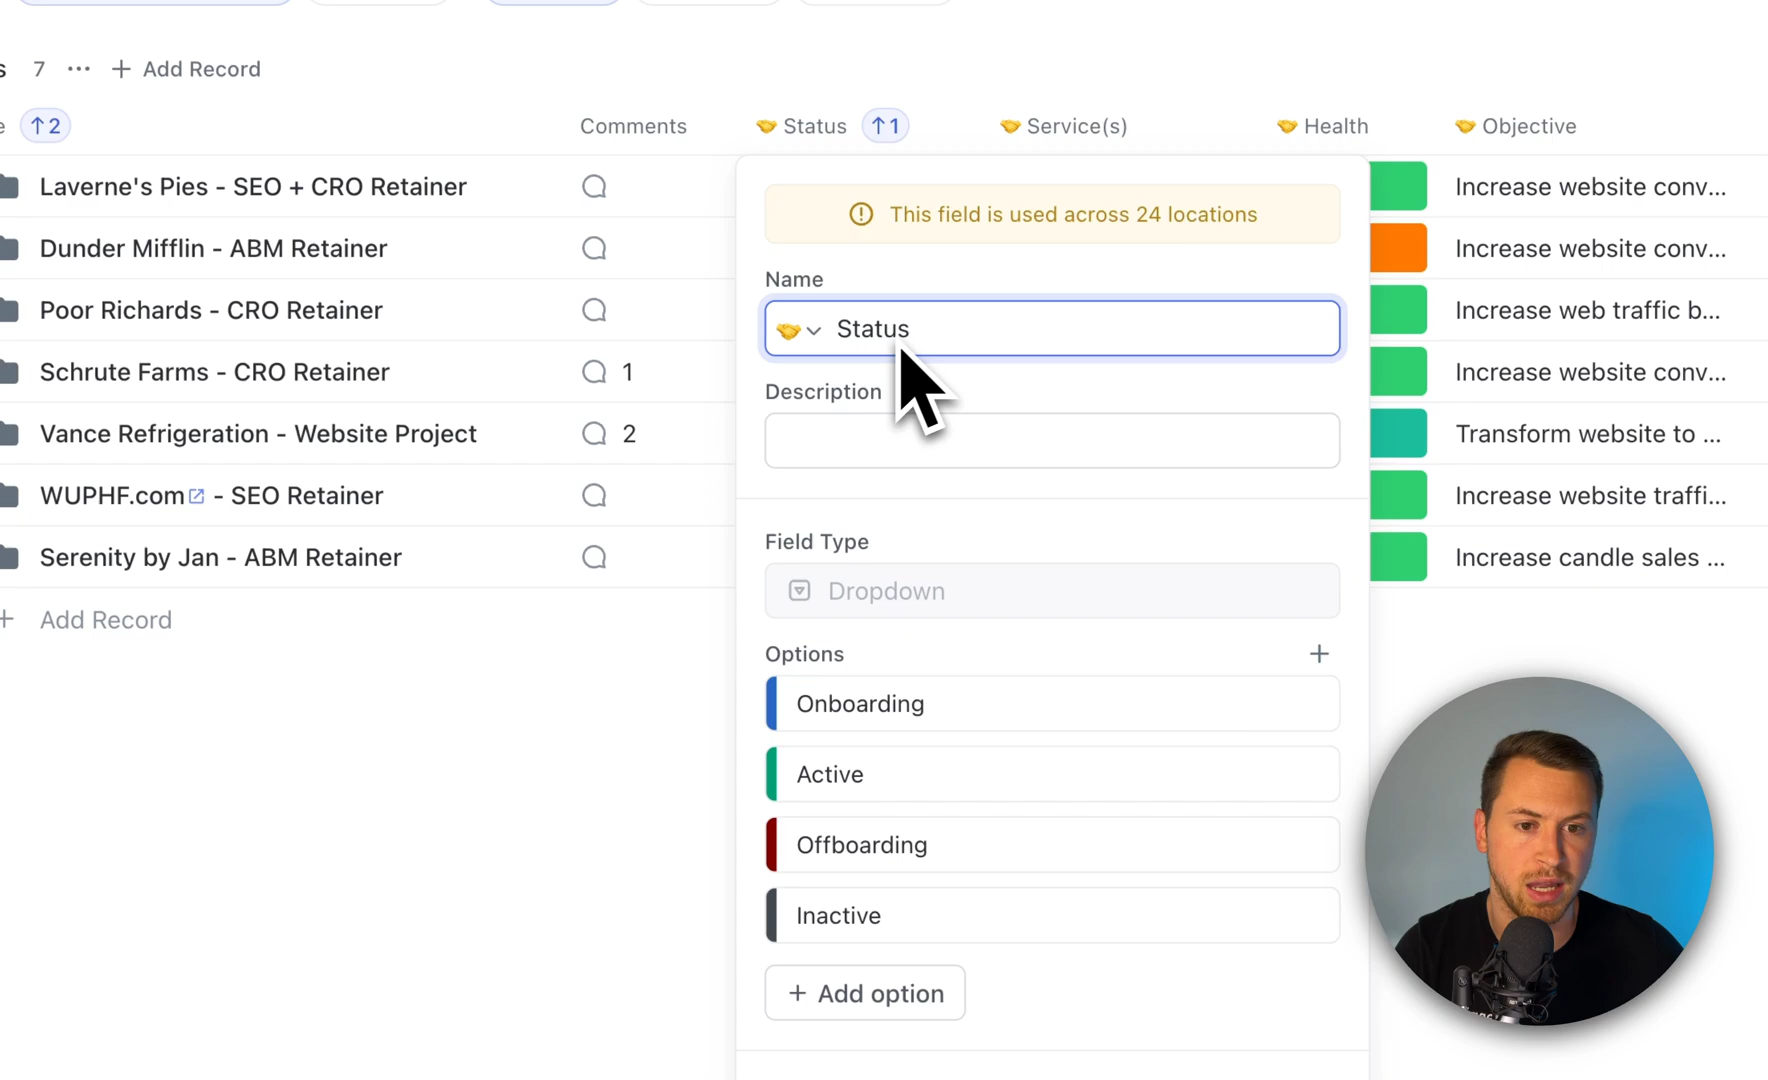 7 ... + Add Record
↑2
Comments
🤝 Status ↑1
🤝 Service(s)
🤝 Health
🤝 Objective
Laverne's Pies - SEO + CRO Retainer
Increase website conv...
Dunder Mifflin - ABM Retainer
Increase website conv...
Poor Richards - CRO Retainer
Increase web traffic b...
Schrute Farms - CRO Retainer
1
Increase website conv...
Vance Refrigeration - Website Project
2
Transform website to ...
WUPHF.com - SEO Retainer
Increase website traffi...
Serenity by Jan - ABM Retainer
Increase candle sales ...
+ Add Record
This field is used across 24 locations
Name
🤝 Status
Description
Field Type
Dropdown
Options +
Onboarding
Active
Offboarding
Inactive
+ Add option